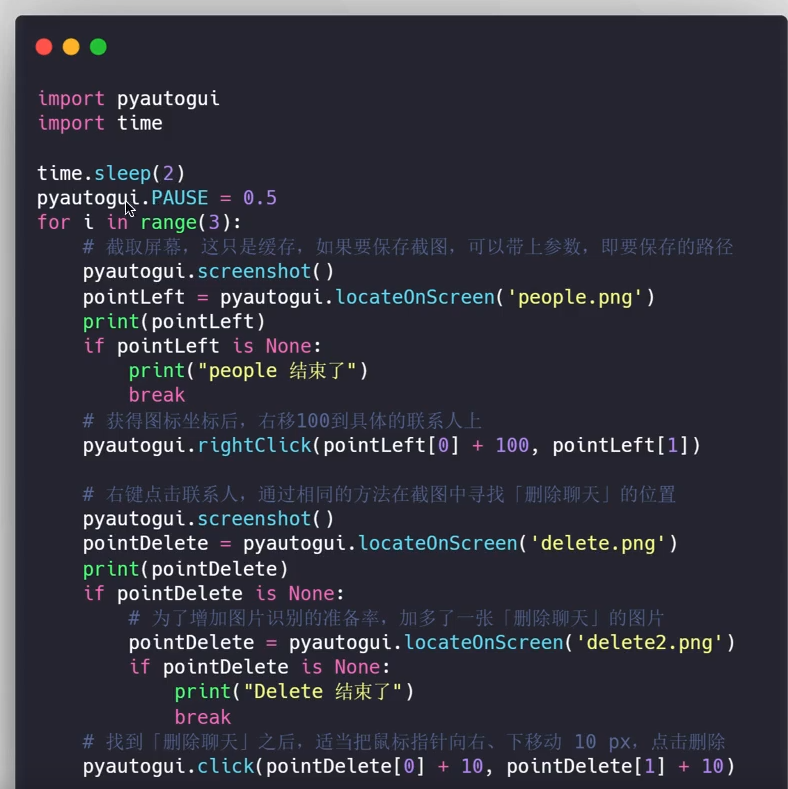 import pyautogui
import time
time.sleep(2)
pyautogui.PAUSE = 0.5
for i in range(3):
    # 截取屏幕，这只是缓存，如果要保存截图，可以带上参数，即要保存的路径
    pyautogui.screenshot()
    pointLeft = pyautogui.locateOnScreen('people.png')
    print(pointLeft)
    if pointLeft is None:
        print("people 结束了")
        break
    # 获得图标坐标后，右移100到具体的联系人上
    pyautogui.rightClick(pointLeft[0] + 100, pointLeft[1])
    # 右键点击联系人，通过相同的方法在截图中寻找「删除聊天」的位置
    pyautogui.screenshot()
    pointDelete = pyautogui.locateOnScreen('delete.png')
    print(pointDelete)
    if pointDelete is None:
        # 为了增加图片识别的准备率，加多了一张「删除聊天」的图片
        pointDelete = pyautogui.locateOnScreen('delete2.png')
        if pointDelete is None:
            print("Delete 结束了")
            break
    # 找到「删除聊天」之后，适当把鼠标指针向右、下移动 10 px，点击删除
    pyautogui.click(pointDelete[0] + 10, pointDelete[1] + 10)